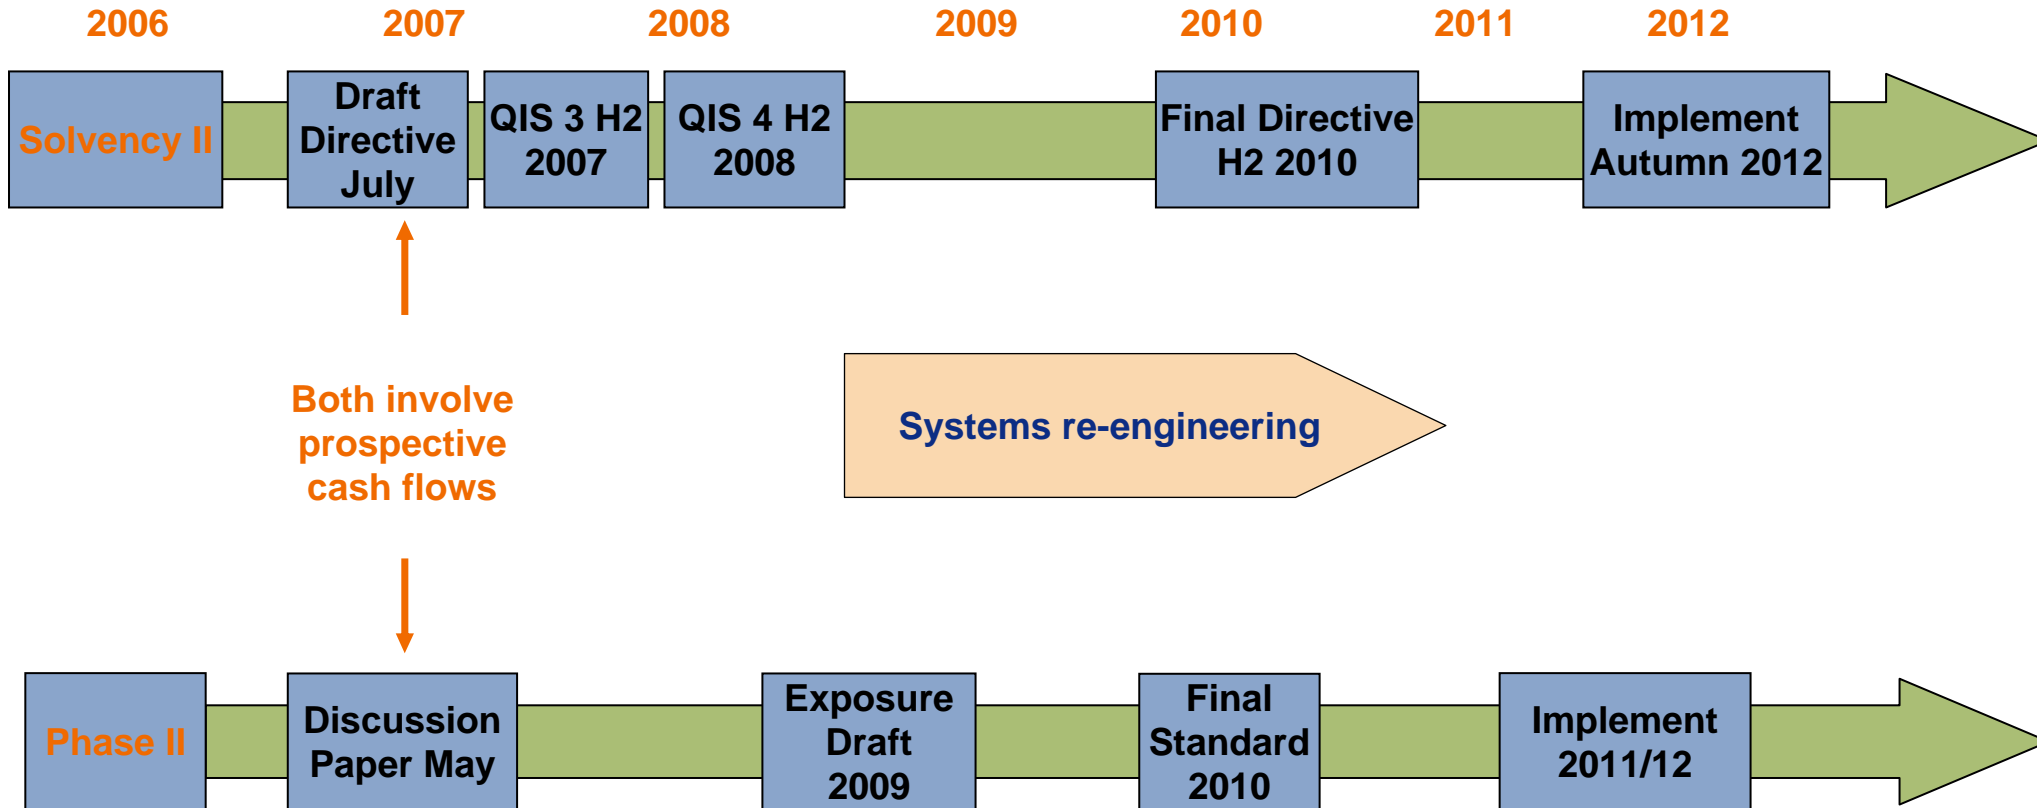 2006 2007 2008 2009 2010 2011 2012
Solvency II
Draft
Directive
July
QIS 3 H2
2007
QIS 4 H2
2008
Final Directive
H2 2010
Implement
Autumn 2012
Both involve
prospective
cash flows
Systems re-engineering
Phase II
Discussion
Paper May
Exposure
Draft
2009
Final
Standard
2010
Implement
2011/12